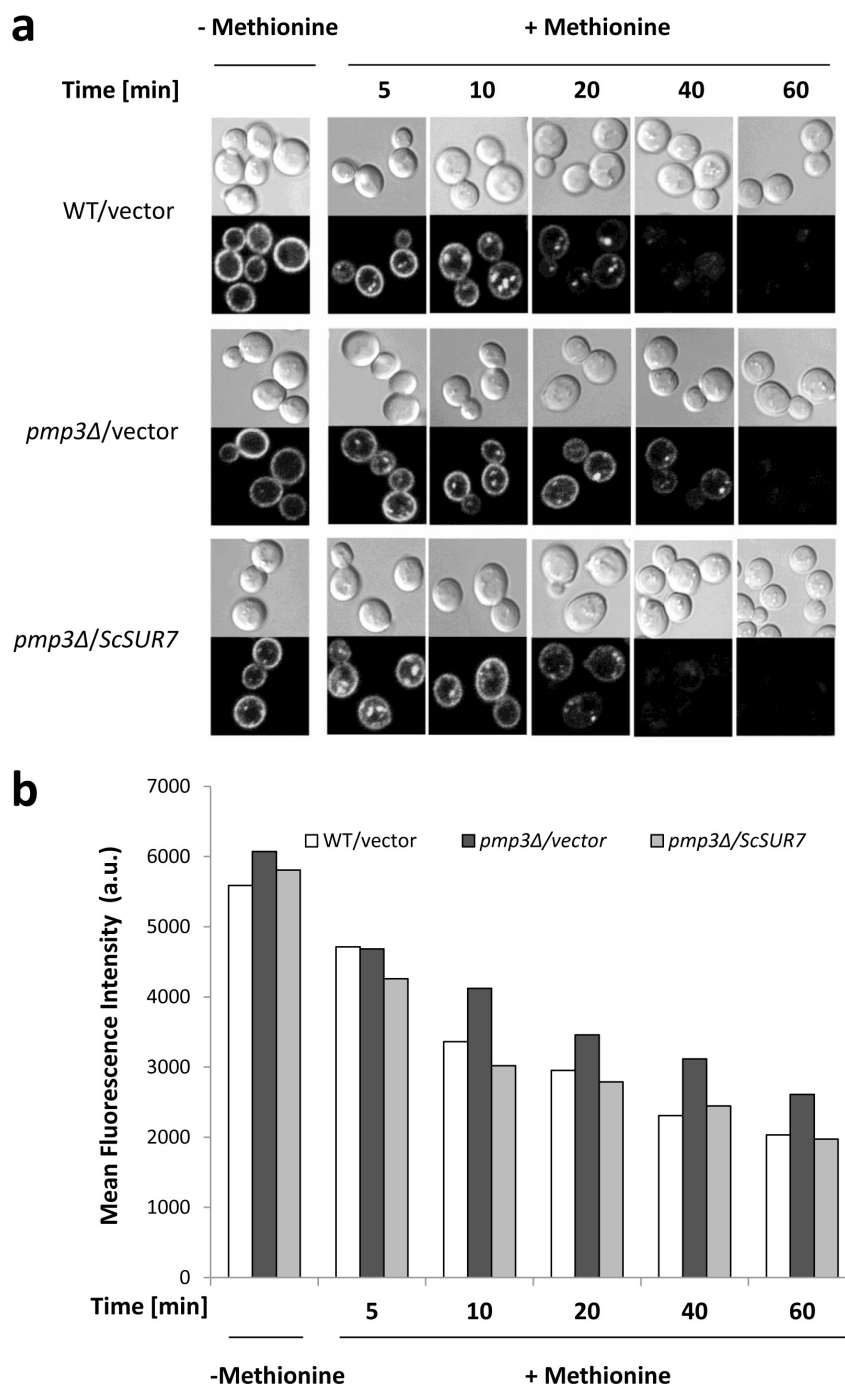 a
- Methionine + Methionine
Time [min] 5 10 20 40 60
WT/vector
pmp3Δ/vector
pmp3Δ/ScSUR7
b
7000
WT/vector pmp3Δ/vector pmp3Δ/ScSUR7
6000
5000
4000
3000
2000
1000
0
Mean Fluorescence Intensity (a.u.)
Time [min] 5 10 20 40 60
-Methionine + Methionine